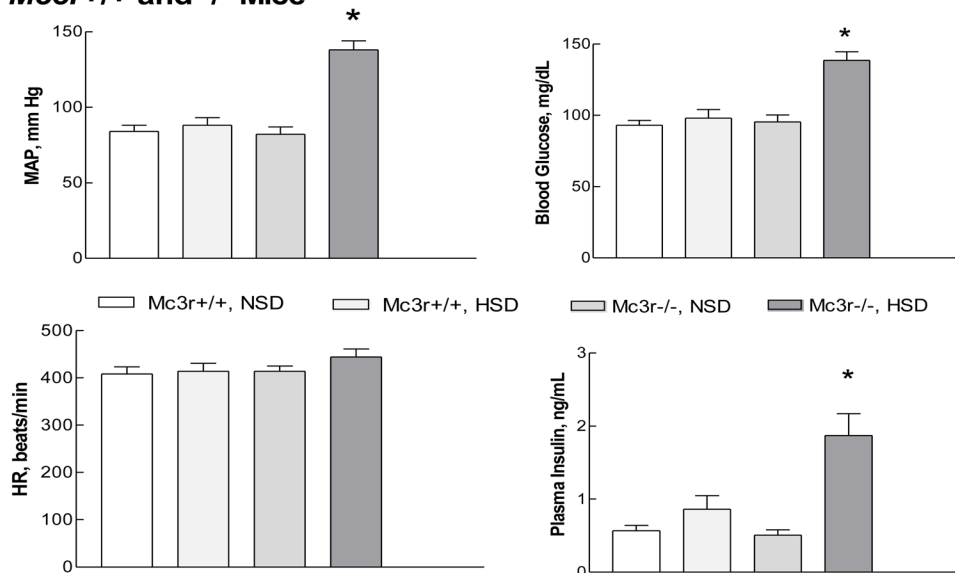 +/+ and
*
*
150
100
50
0
MAP, mm Hg
150
100
50
0
Blood Glucose, mg/dL
Mc3r+/+, NSD
Mc3r+/+, HSD
Mc3r-/-, NSD
Mc3r-/-, HSD
500
400
300
200
100
0
HR, beats/min
3
2
1
0
Plasma Insulin, ng/mL
*